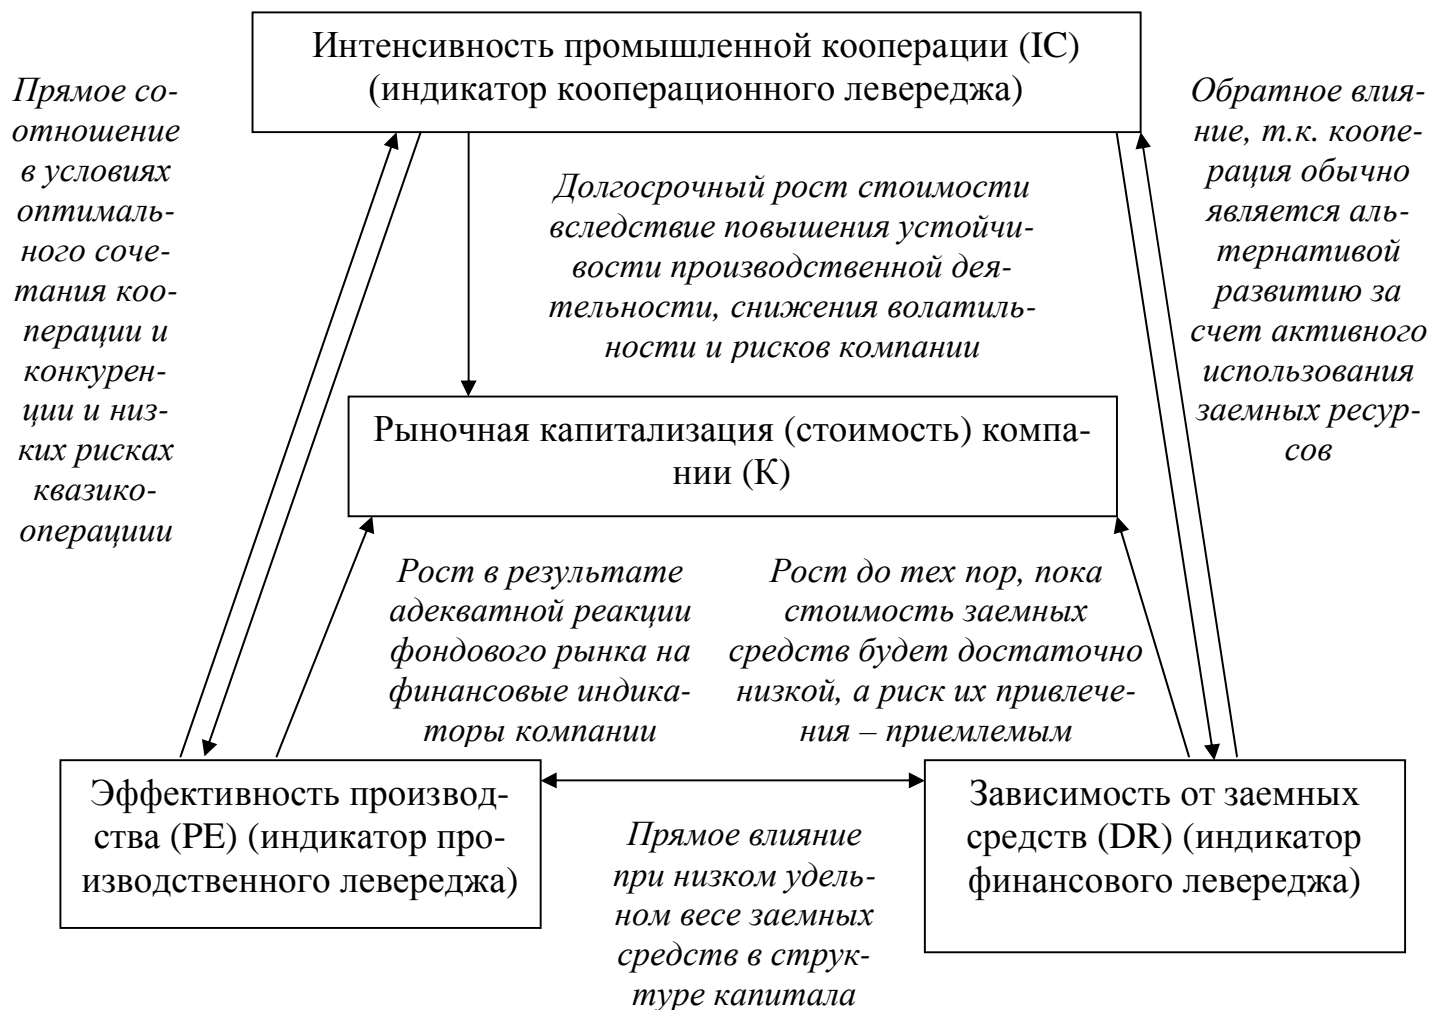 Интенсивность промышленной кооперации (IC)
(индикатор кооперационного левереджа)
Прямое со-
отношение
в условиях
оптималь-
ного соче-
тания коо-
перации и
конкурен-
ции и низ-
ких рисках
квазико-
операциии
Долгосрочный рост стоимости
вследствие повышения устойчи-
вости производственной дея-
тельности, снижения волатиль-
ности и рисков компании
Обратное влия-
ние, т.к. коопе-
рация обычно
является аль-
тернативой
развитию за
счет активного
использования
заемных ресур-
сов
Рыночная капитализация (стоимость) компа-
нии (К)
Рост в результате
адекватной реакции
фондового рынка на
финансовые индика-
торы компании
Рост до тех пор, пока
стоимость заемных
средств будет достаточно
низкой, а риск их привлече-
ния – приемлемым
Эффективность производ-
ства (PE) (индикатор про-
изводственного левереджа)
Прямое влияние
при низком удель-
ном весе заемных
средств в струк-
туре капитала
Зависимость от заемных
средств (DR) (индикатор
финансового левереджа)